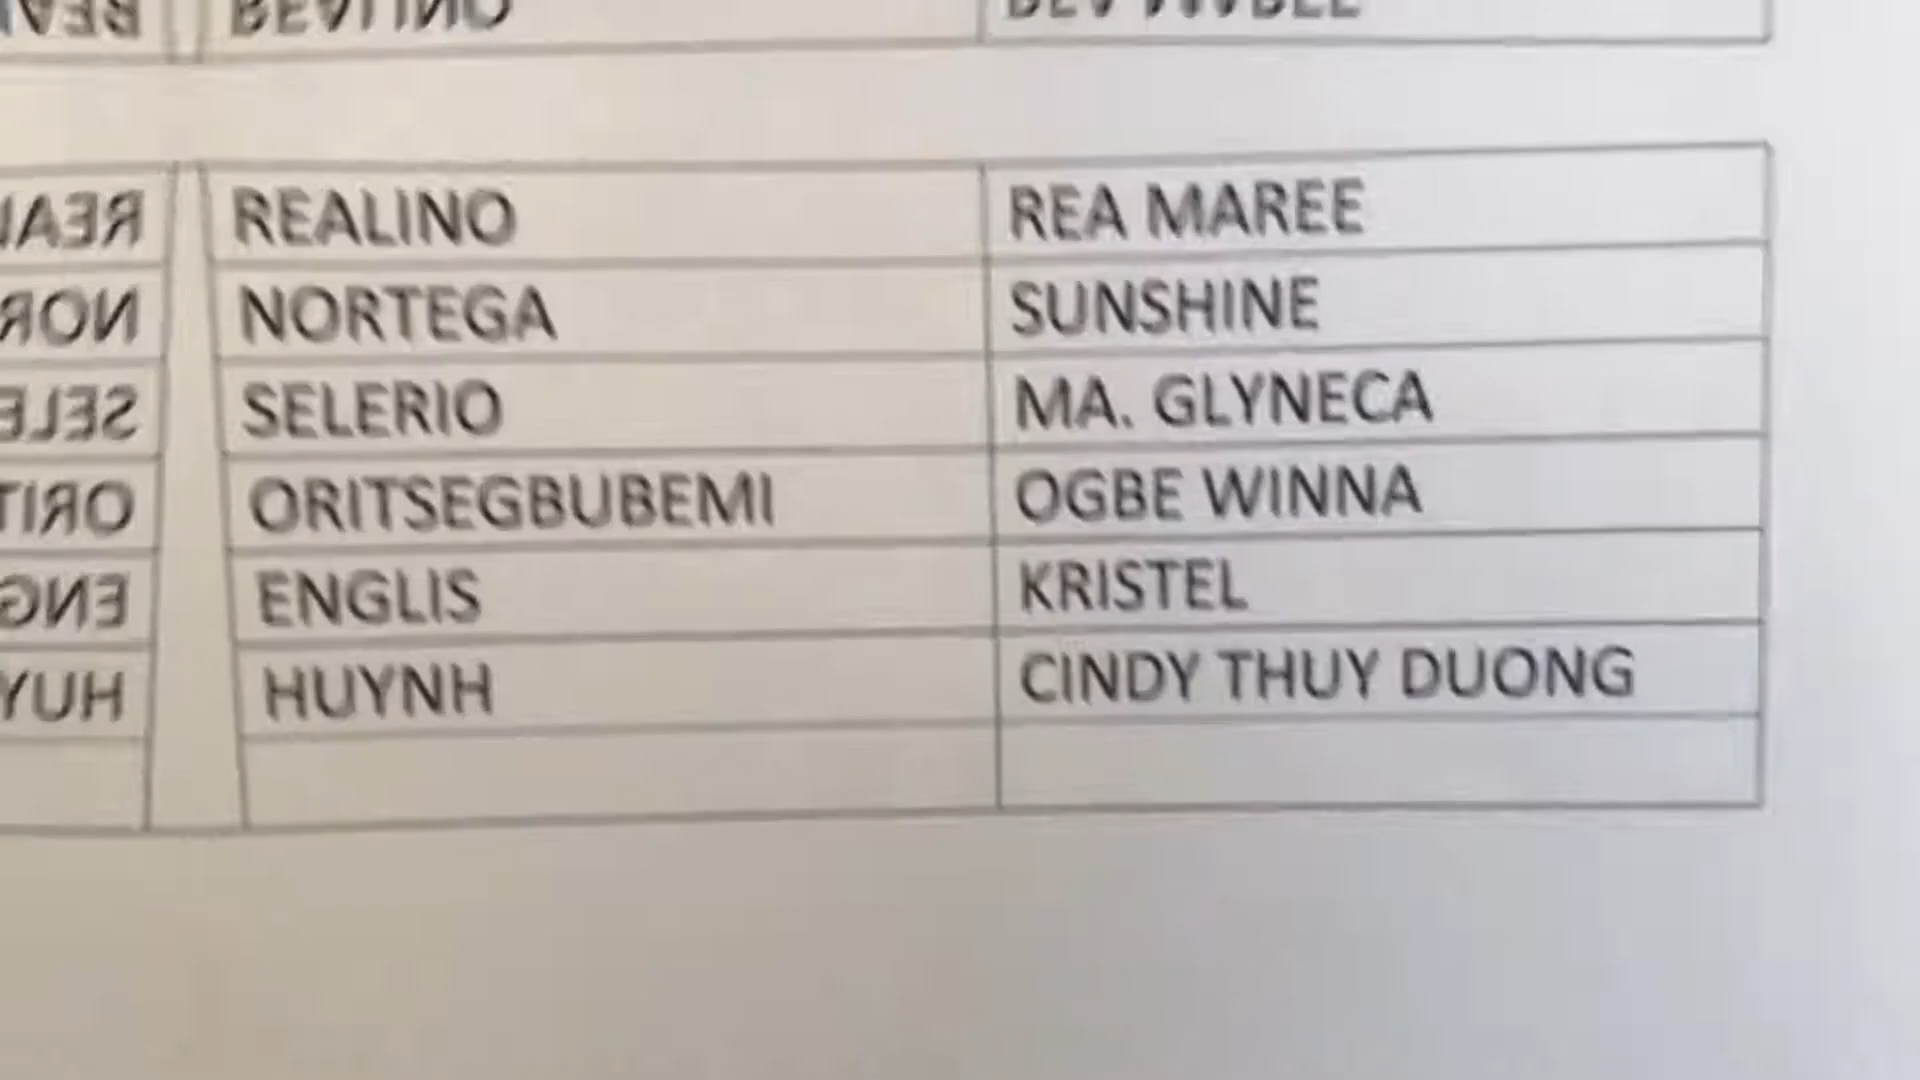 REALINO REA MAREE
NORTEGA SUNSHINE
SELERIO MA. GLYNECA
ORITSEGBUBEMI OGBE WINNA
ENGLIS KRISTEL
HUYNH CINDY THUY DUONG